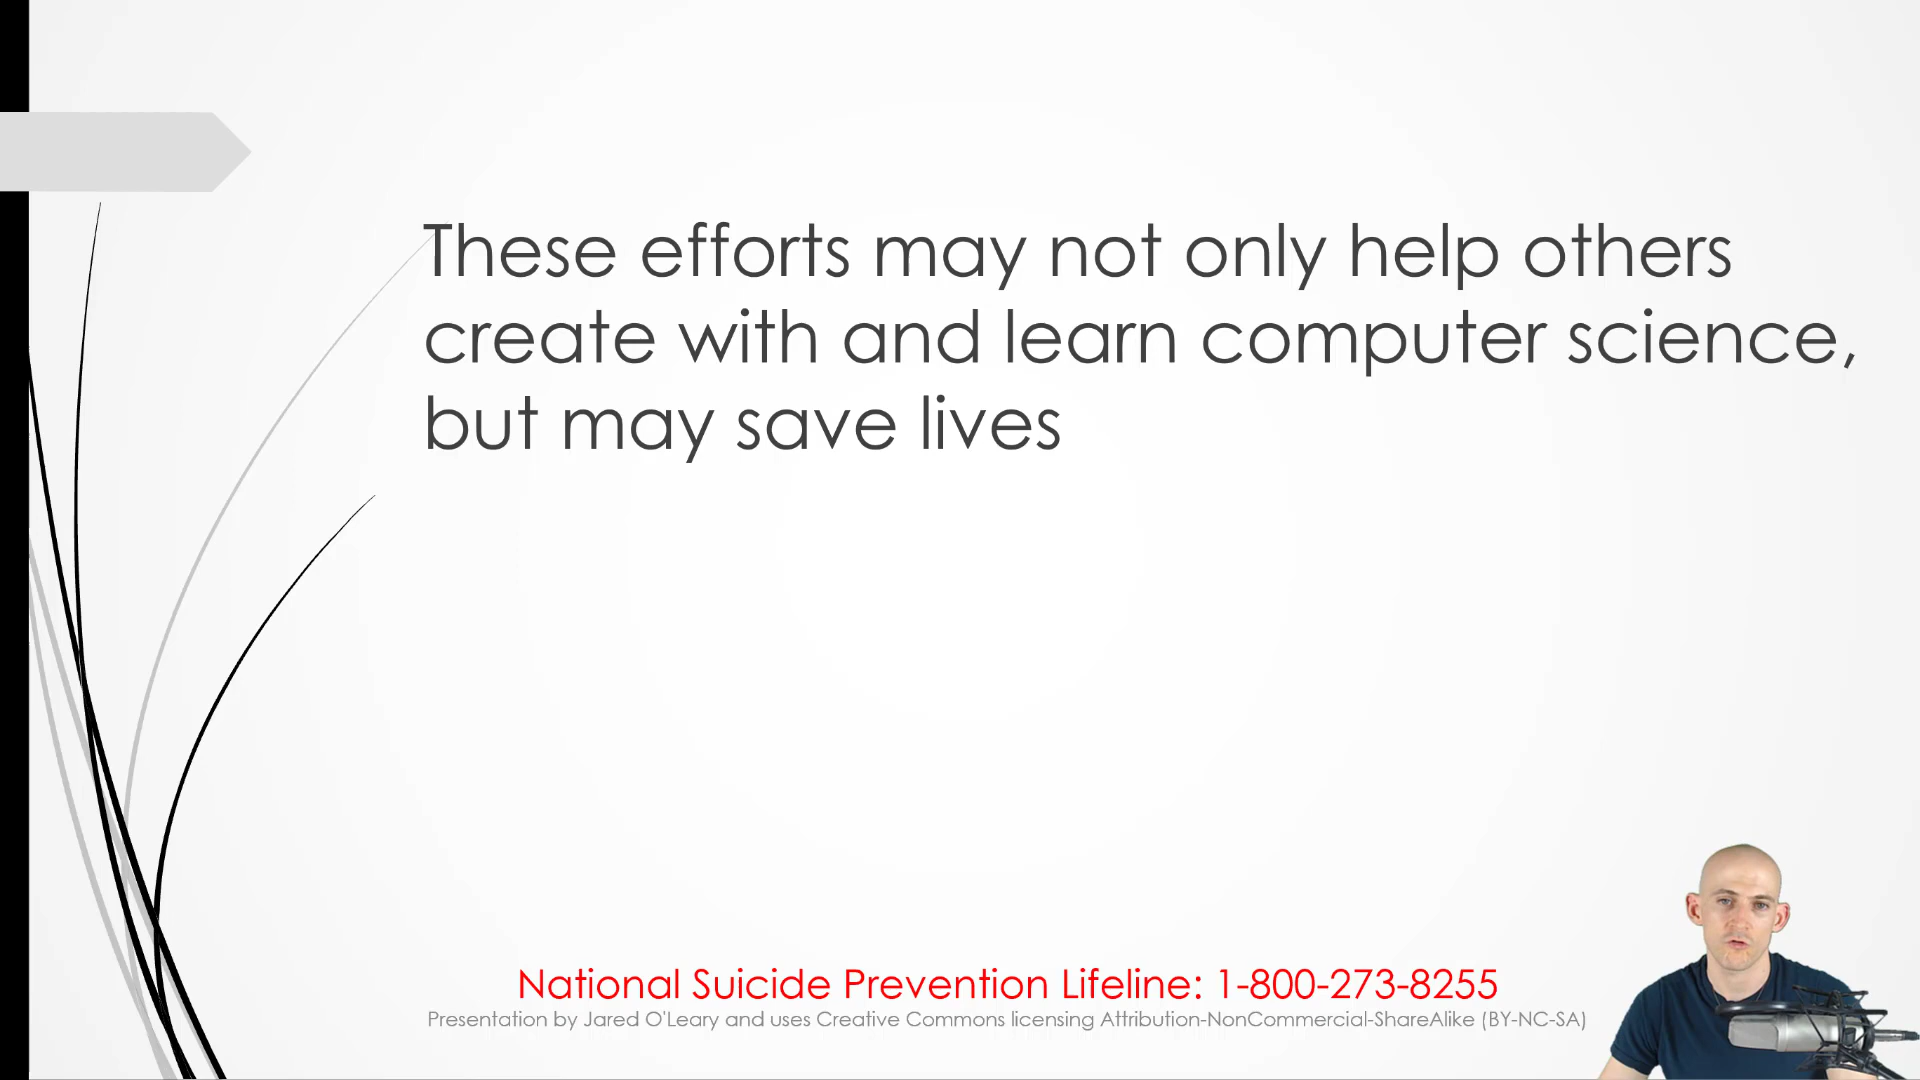 These efforts may not only help others
create with and learn computer science,
but may save lives
National Suicide Prevention Lifeline: 1-800-273-8255
Presentation by Jared O'Leary and uses Creative Commons licensing Attribution-NonCommercial-ShareAlike (BY-NC-SA)